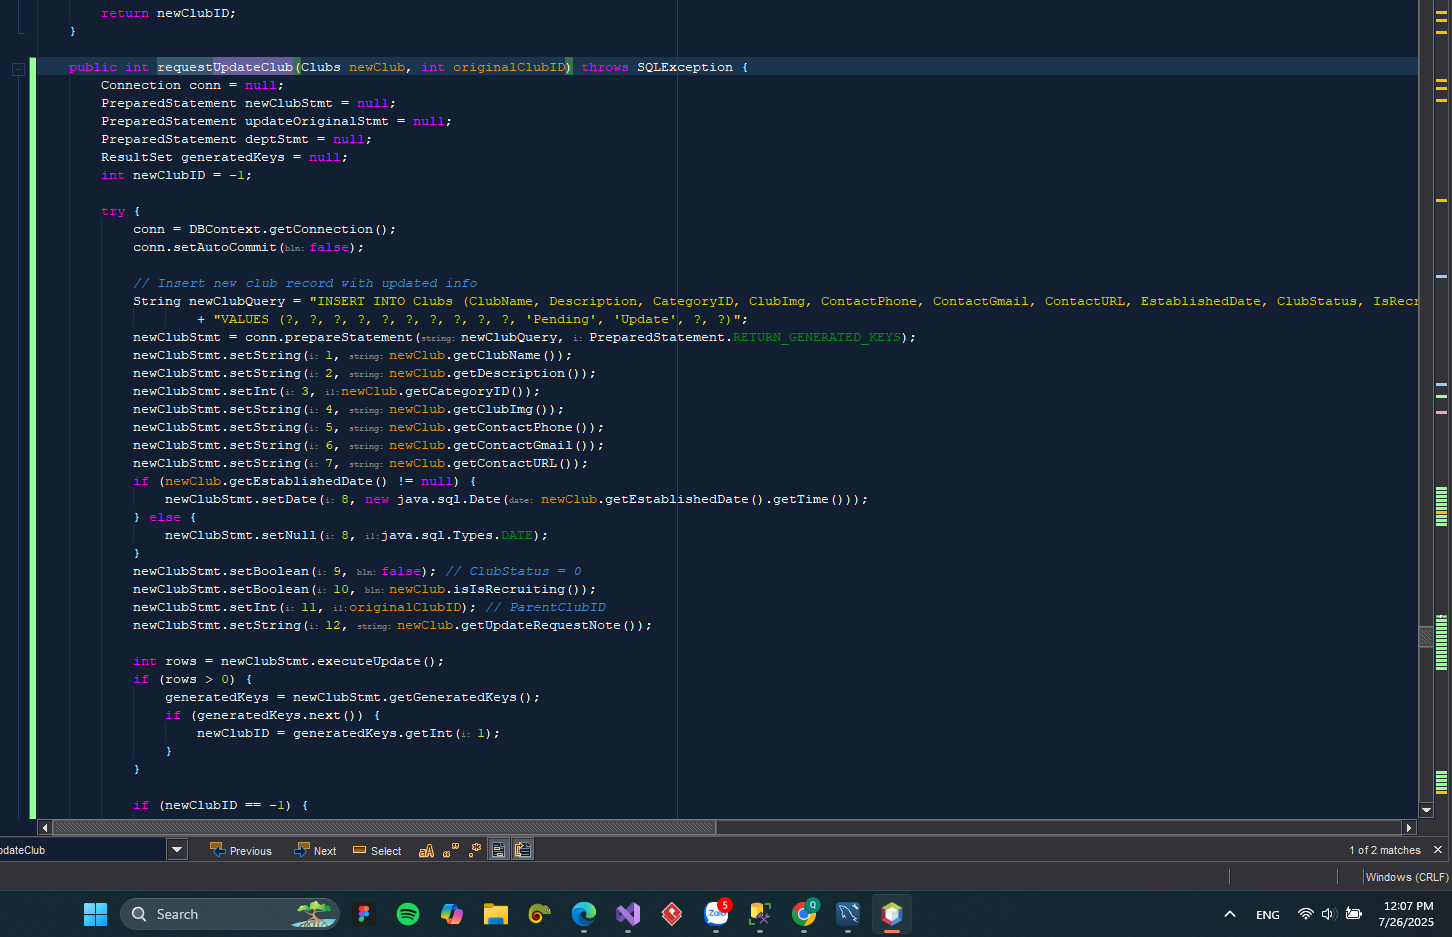 return newClubID;
}
public int requestUpdateClub(Clubs newClub, int originalClubID) throws SQLException {
Connection conn = null;
PreparedStatement newClubStmt = null;
PreparedStatement updateOriginalStmt = null;
PreparedStatement deptStmt = null;
ResultSet generatedKeys = null;
int newClubID = -1;
try {
conn = DBContext.getConnection();
conn.setAutoCommit(bln: false);
// Insert new club record with updated info
String newClubQuery = "INSERT INTO Clubs (ClubName, Description, CategoryID, ClubImg, ContactPhone, ContactGmail, ContactURL, EstablishedDate, ClubStatus, IsRecr
+ "VALUES (?, ?, ?, ?, ?, ?, ?, ?, ?, ?, 'Pending', 'Update', ?, ?)";
newClubStmt = conn.prepareStatement(string: newClubQuery, i: PreparedStatement.RETURN_GENERATED_KEYS);
newClubStmt.setString(i: 1, string: newClub.getClubName());
newClubStmt.setString(i: 2, string: newClub.getDescription());
newClubStmt.setInt(i: 3, i1:newClub.getCategoryID());
newClubStmt.setString(i: 4, string: newClub.getClubImg());
newClubStmt.setString(i: 5, string: newClub.getContactPhone());
newClubStmt.setString(i: 6, string: newClub.getContactGmail());
newClubStmt.setString(i: 7, string: newClub.getContactURL());
if (newClub.getEstablishedDate() != null) {
newClubStmt.setDate(i: 8, new java.sql.Date(date: newClub.getEstablishedDate().getTime()));
} else {
newClubStmt.setNull(i: 8, i1:java.sql.Types.DATE);
}
newClubStmt.setBoolean(i: 9, bln: false); // ClubStatus = 0
newClubStmt.setBoolean(i: 10, bln: newClub.isIsRecruiting());
newClubStmt.setInt(i: 11, i1:originalClubID); // ParentClubID
newClubStmt.setString(i: 12, string: newClub.getUpdateRequestNote());
int rows = newClubStmt.executeUpdate();
if (rows > 0) {
generatedKeys = newClubStmt.getGeneratedKeys();
if (generatedKeys.next()) {
newClubID = generatedKeys.getInt(i: 1);
}
}
if (newClubID == -1) {
pdateClub Previous Next Select aA 1 of 2 matches
Windows (CRLF)
Search Zalo 5 Q ENG 12:07 PM
7/26/2025